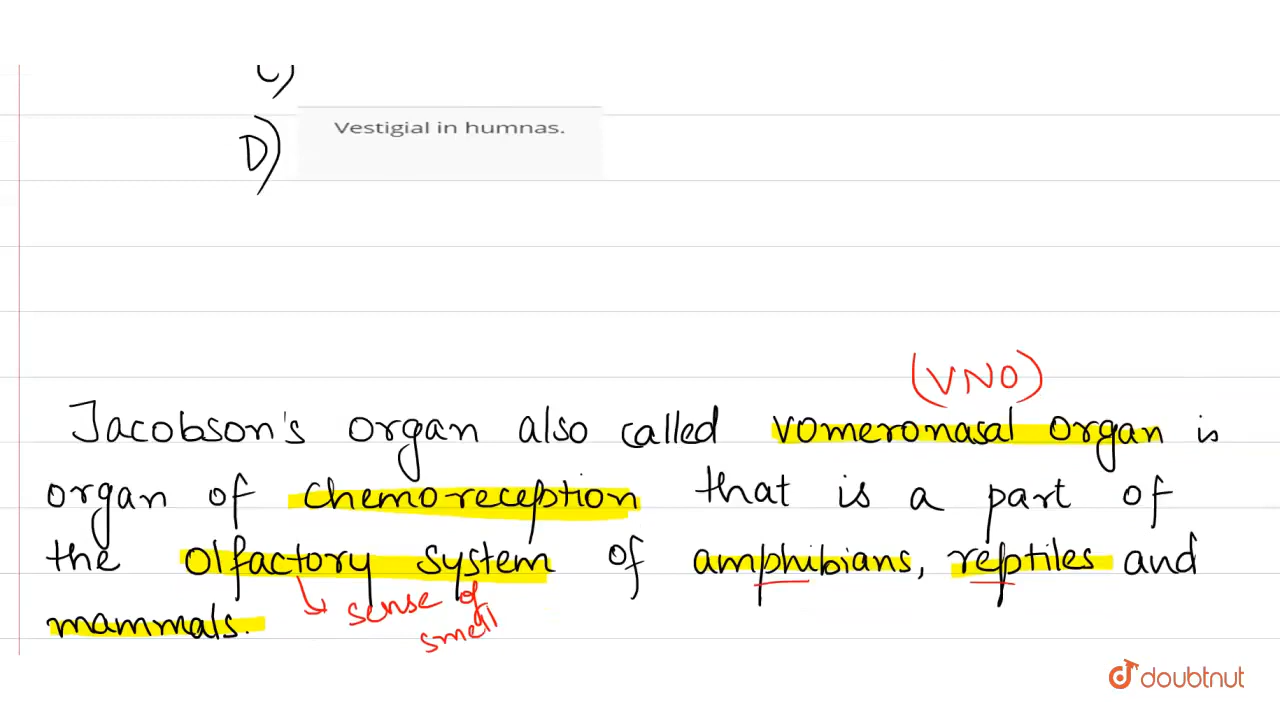 C)
D) Vestigial in humnas.
(VNO)
Jacobson's organ also called vomeronasal organ is
organ of chemoreception that is a part of
the olfactory system of amphibians, reptiles and
sense of
mammals.
smell
doubtnut